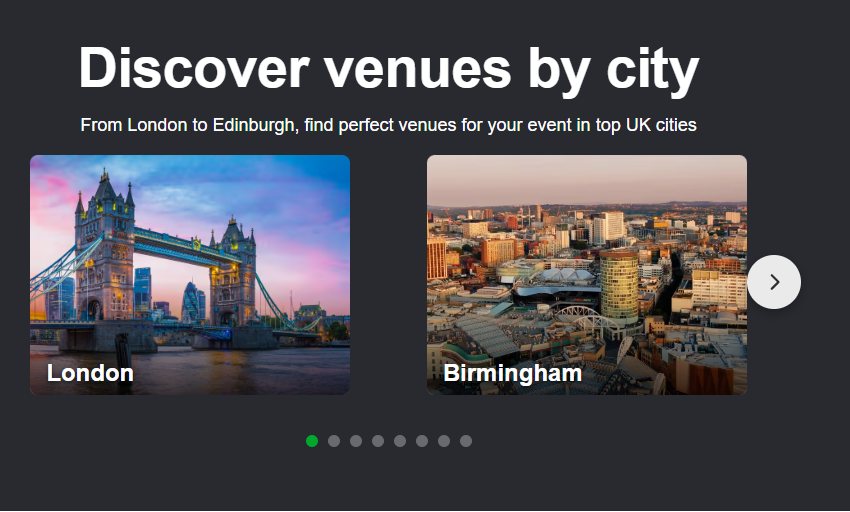 Discover venues by city
From London to Edinburgh, find perfect venues for your event in top UK cities
London
Birmingham